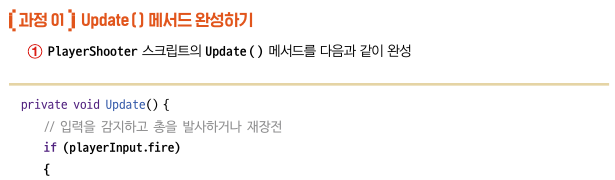 과정 01 Update() 메서드 완성하기
① PlayerShooter 스크립트의 Update() 메서드를 다음과 같이 완성
private void Update() {
// 입력을 감지하고 총을 발사하거나 재장전
if (playerInput.fire)
{